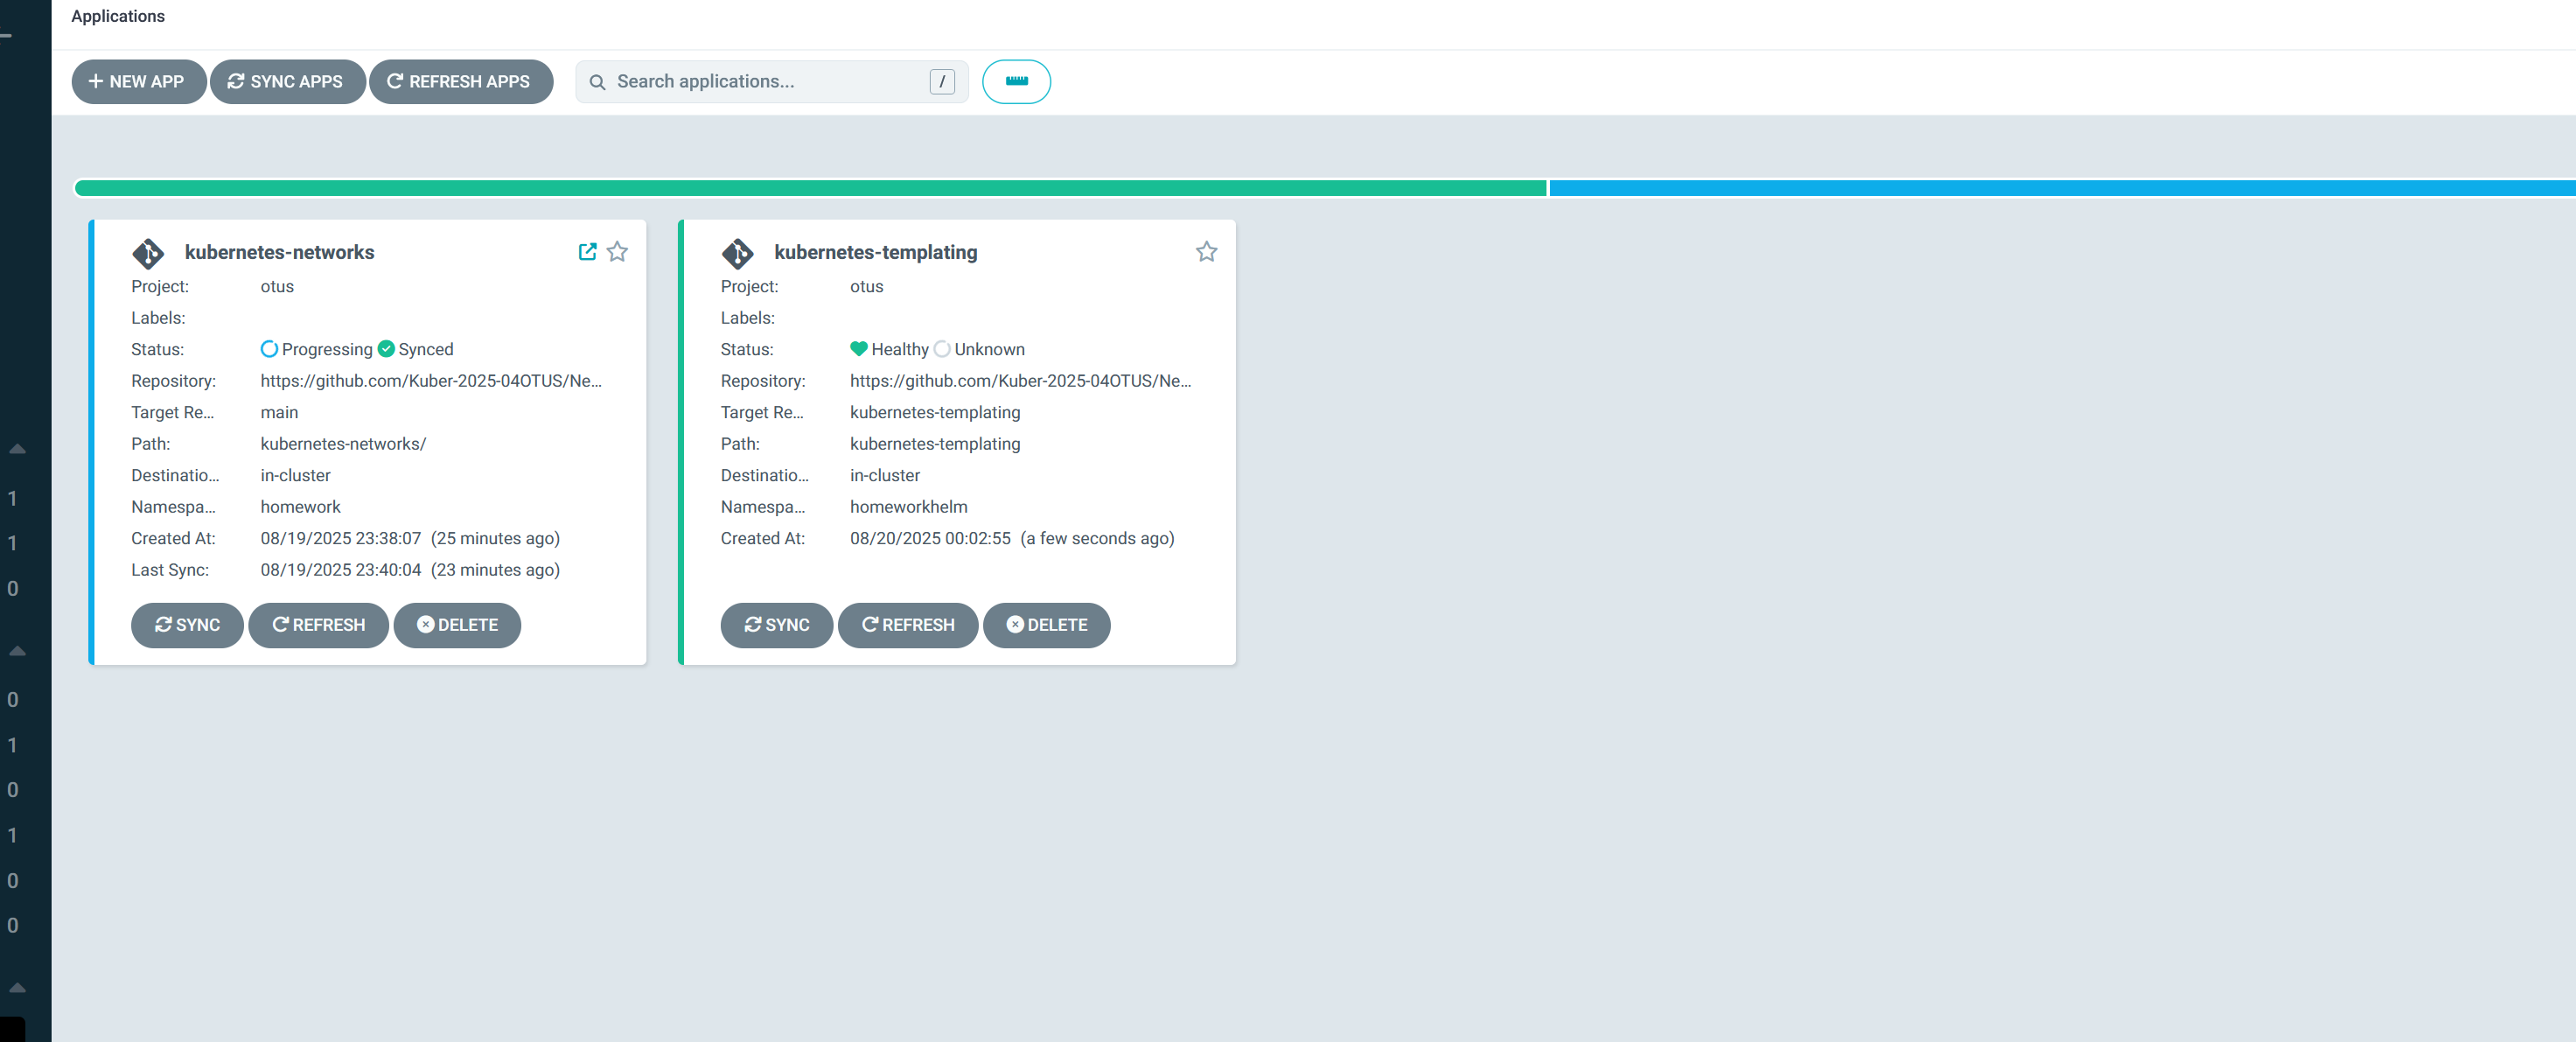 Applications
NEW APP SYNC APPS REFRESH APPS Search applications... /
kubernetes-networks
Project: otus
Labels:
Status: Progressing Synced
Repository: https://github.com/Kuber-2025-04OTUS/Ne...
Target Re... main
Path: kubernetes-networks/
Destinatio... in-cluster
Namespa... homework
Created At: 08/19/2025 23:38:07 (25 minutes ago)
Last Sync: 08/19/2025 23:40:04 (23 minutes ago)
SYNC REFRESH DELETE
kubernetes-templating
Project: otus
Labels:
Status: Healthy Unknown
Repository: https://github.com/Kuber-2025-04OTUS/Ne...
Target Re... kubernetes-templating
Path: kubernetes-templating
Destinatio... in-cluster
Namespa... homeworkhelm
Created At: 08/20/2025 00:02:55 (a few seconds ago)
SYNC REFRESH DELETE
1
1
0
0
1
0
1
0
0